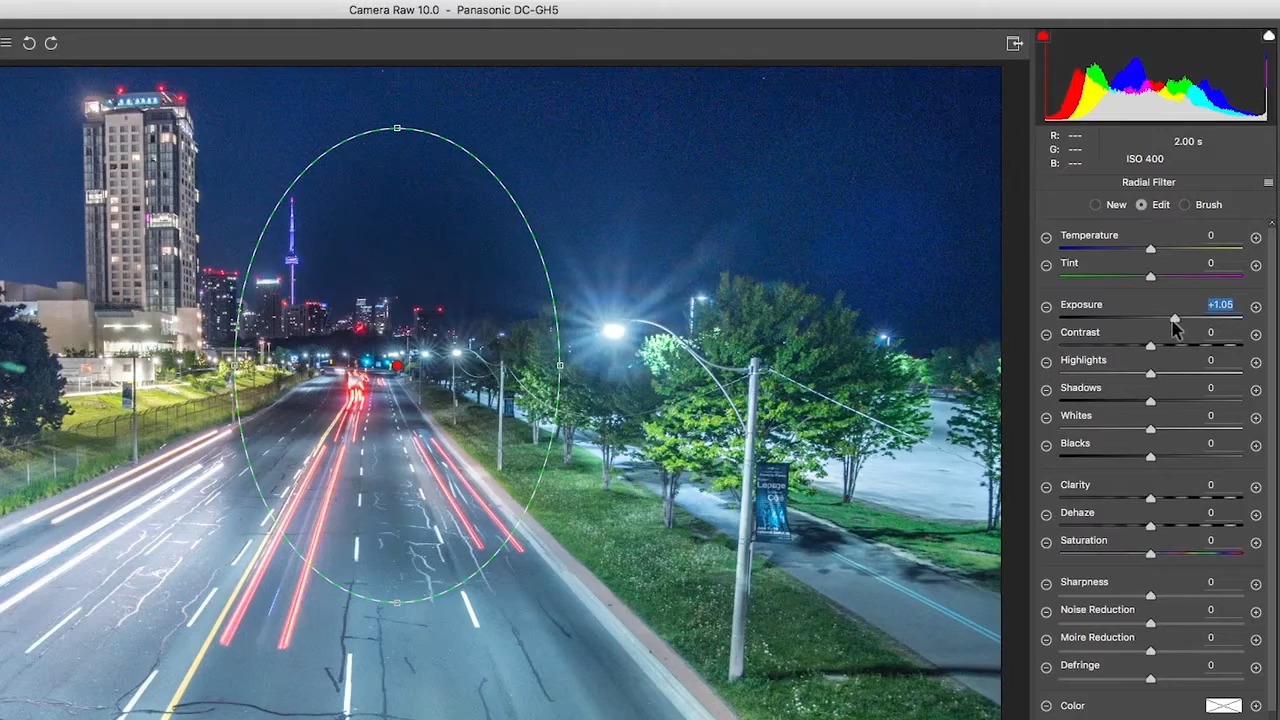 Camera Raw 10.0 - Panasonic DC-GH5
R: ---
G: ---
B: ---
2.00 s
ISO 400
Radial Filter
New Edit Brush
Temperature 0
Tint 0
Exposure +1.05
Contrast 0
Highlights 0
Shadows 0
Whites 0
Blacks 0
Clarity 0
Dehaze 0
Saturation 0
Sharpness 0
Noise Reduction 0
Moire Reduction 0
Defringe 0
Color
Lepage